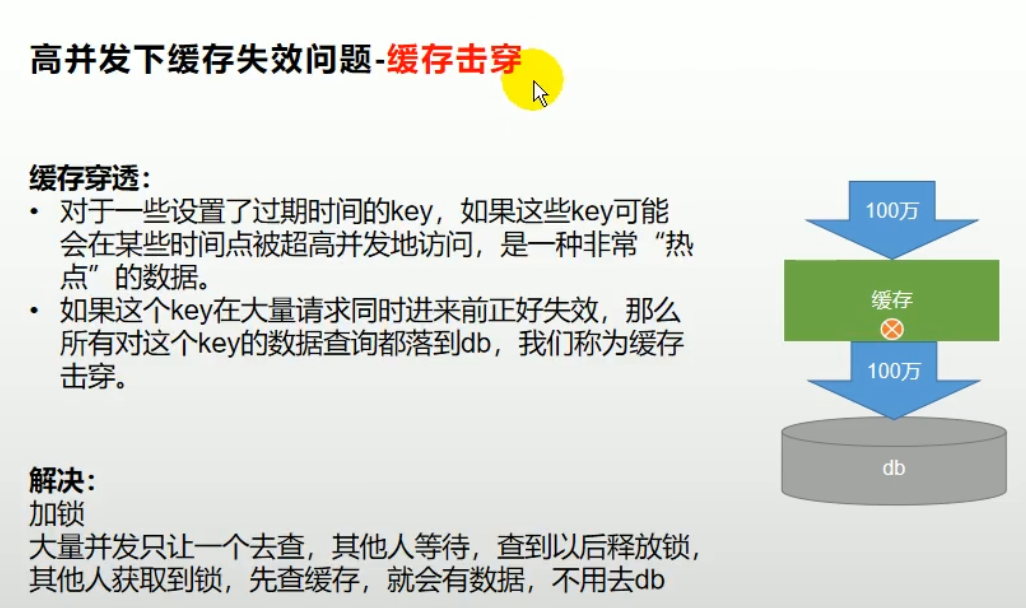 高并发下缓存失效问题-缓存击穿
缓存穿透：
• 对于一些设置了过期时间的key，如果这些key可能
会在某些时间点被超高并发地访问，是一种非常“热
点”的数据。
• 如果这个key在大量请求同时进来前正好失效，那么
所有对这个key的数据查询都落到db，我们称为缓存
击穿。
解决：
加锁
大量并发只让一个去查，其他人等待，查到以后释放锁，
其他人获取到锁，先查缓存，就会有数据，不用去db
100万
缓存
100万
db